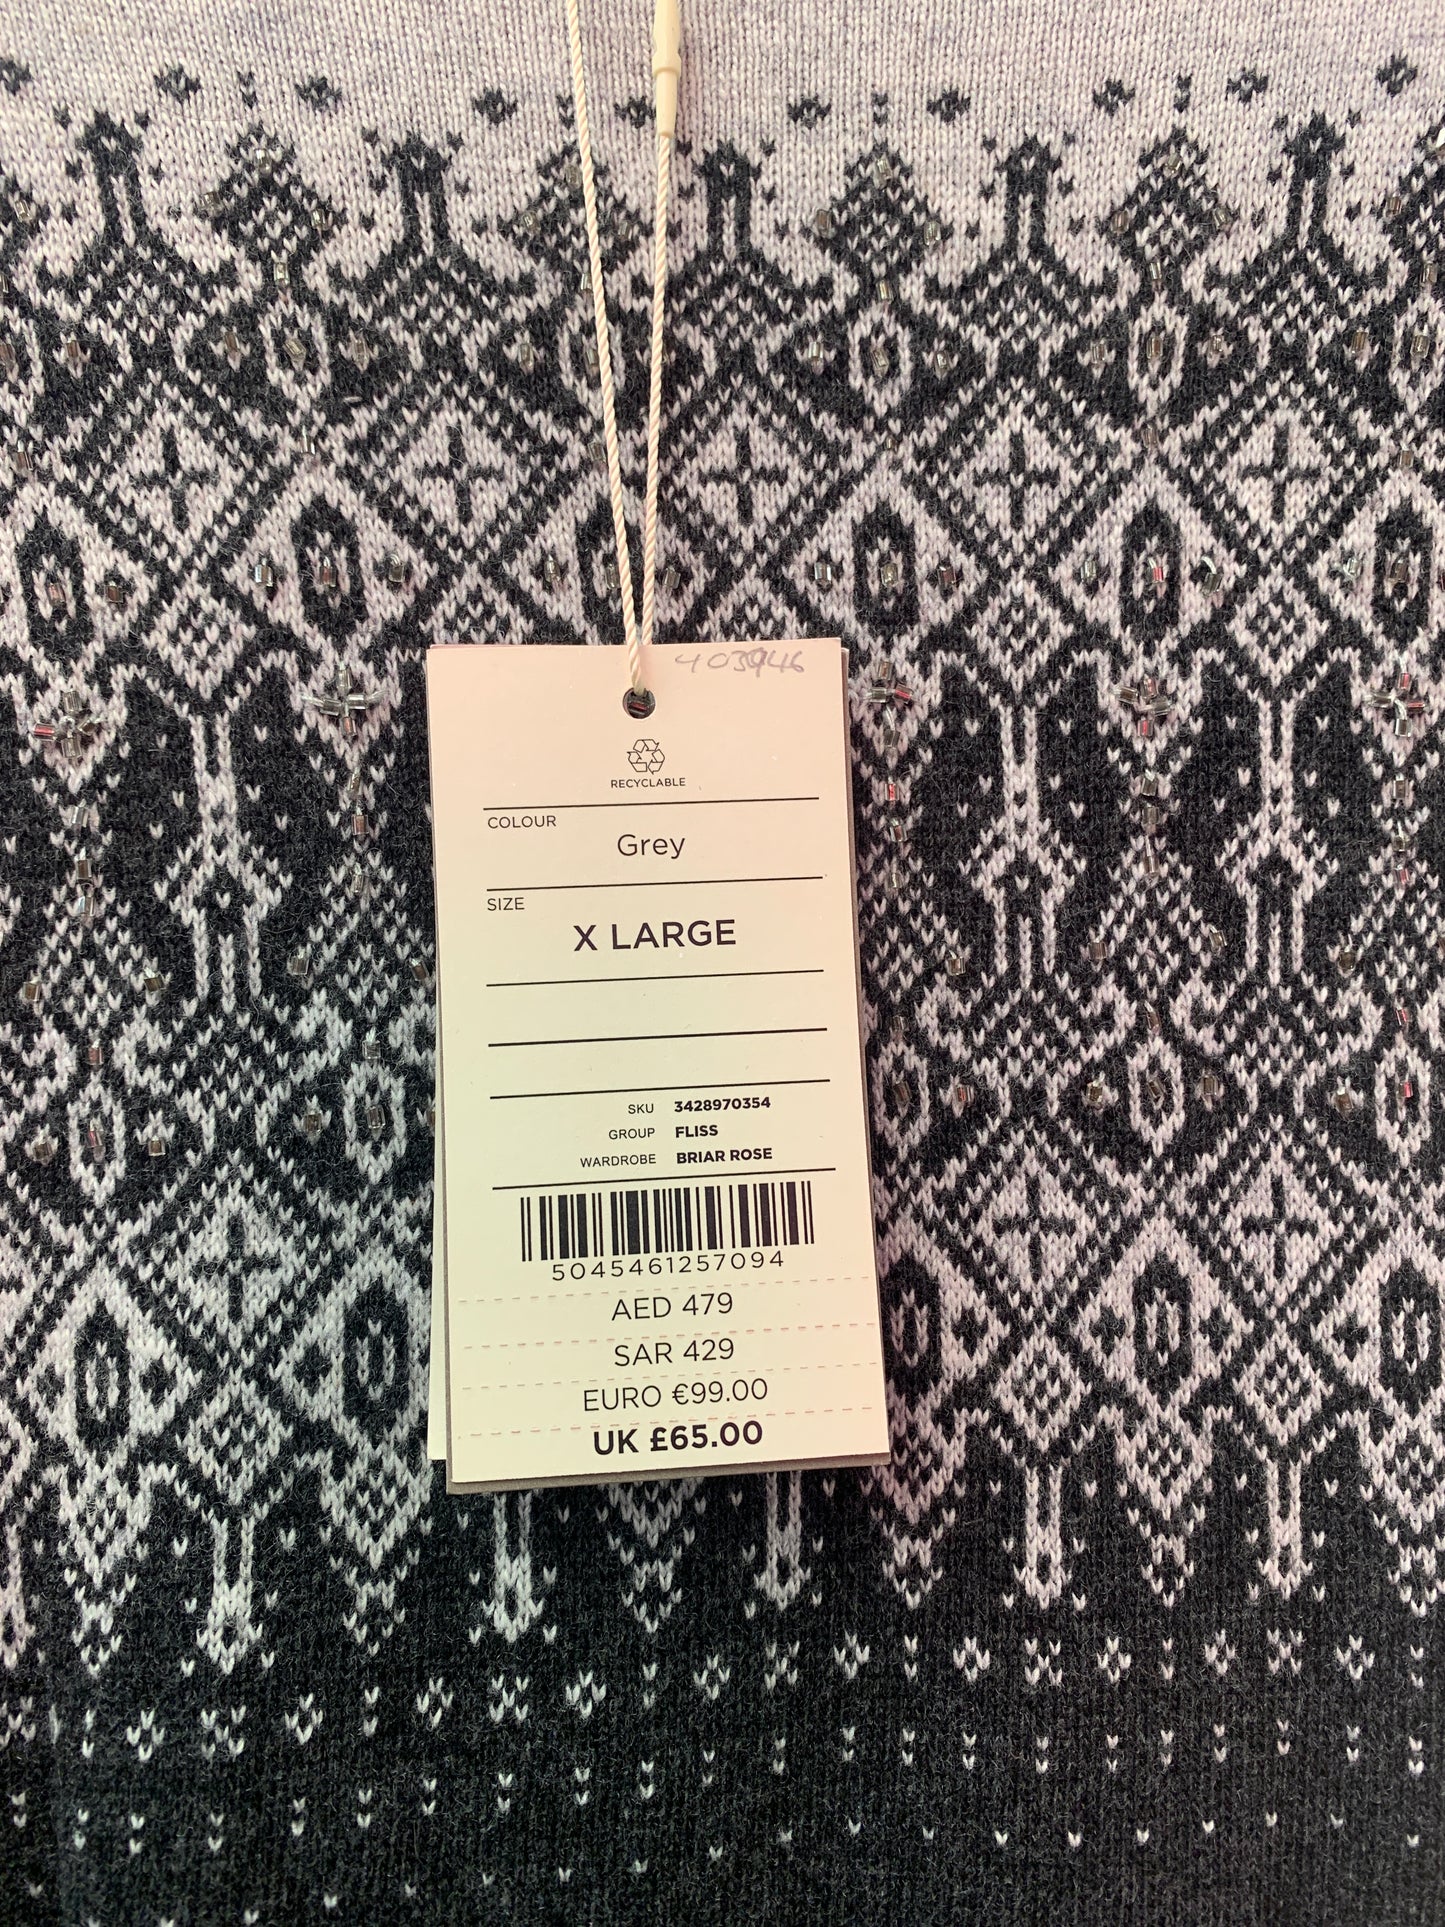 403946
RECYCLABLE
COLOUR
Grey
SIZE
X LARGE
SKU 3428970354
GROUP FLISS
WARDROBE BRIAR ROSE
5045461257094
AED 479
SAR 429
EURO €99.00
UK £65.00